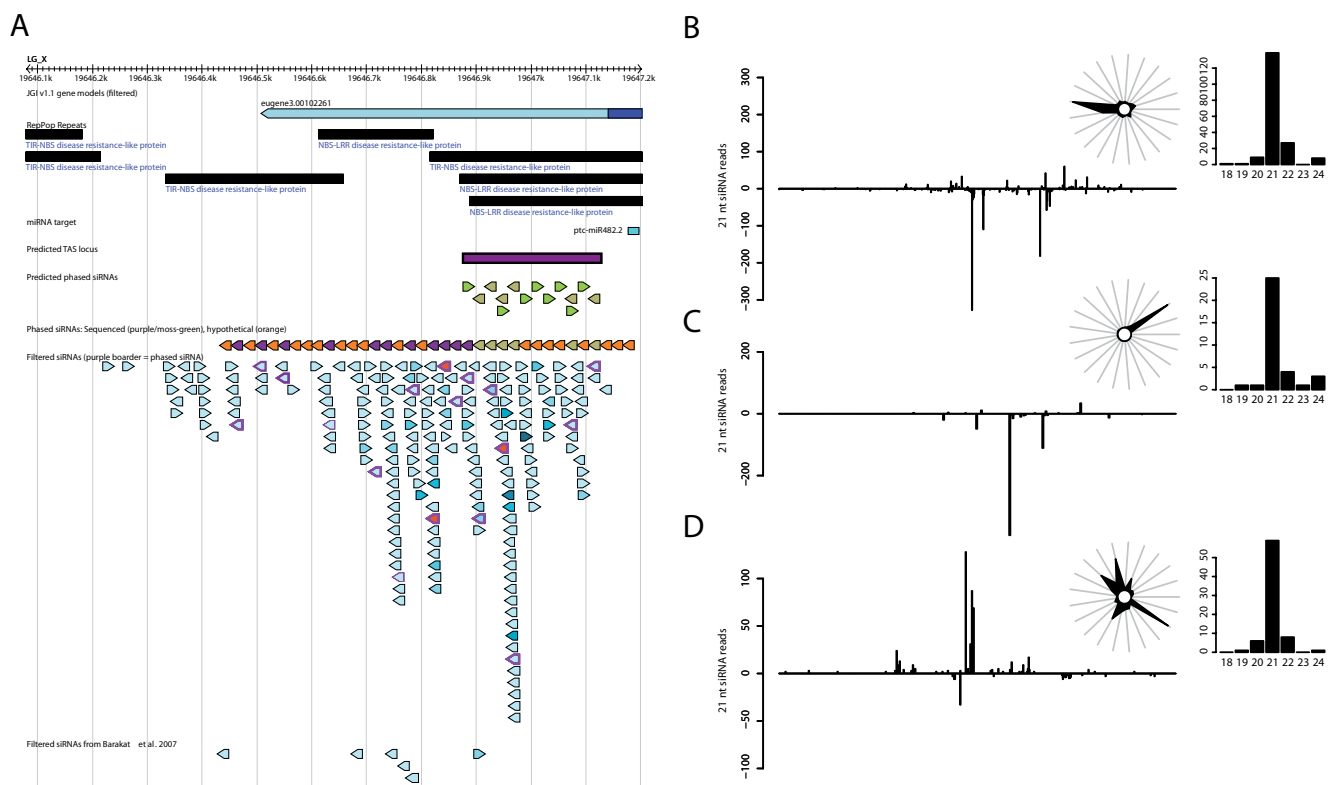 A
LG_X
19646.1k 19646.2k 19646.3k 19646.4k 19646.5k 19646.6k 19646.7k 19646.8k 19646.9k 19647k 19647.1k 19647.2k
JGI v1.1 gene models (filtered)
eugene3.00102261
RepPop Repeats
TIR-NBS disease resistance-like protein
NBS-LRR disease resistance-like protein
TIR-NBS disease resistance-like protein
TIR-NBS disease resistance-like protein
TIR-NBS disease resistance-like protein
NBS-LRR disease resistance-like protein
NBS-LRR disease resistance-like protein
miRNA target
ptc-miR482.2
Predicted TAS locus
Predicted phased siRNAs
Phased siRNAs: Sequenced (purple/moss-green), hypothetical (orange)
Filtered siRNAs (purple boarder = phased siRNA)
Filtered siRNAs from Barakat et al. 2007
B
21 nt siRNA reads
300
200
100
0
−100
−200
−300
0 20 40 60 80 100 120
18 19 20 21 22 23 24
C
21 nt siRNA reads
200
0
−200
0 5 10 15 20 25
18 19 20 21 22 23 24
D
21 nt siRNA reads
100
50
0
−50
−100
0 10 20 30 40 50
18 19 20 21 22 23 24